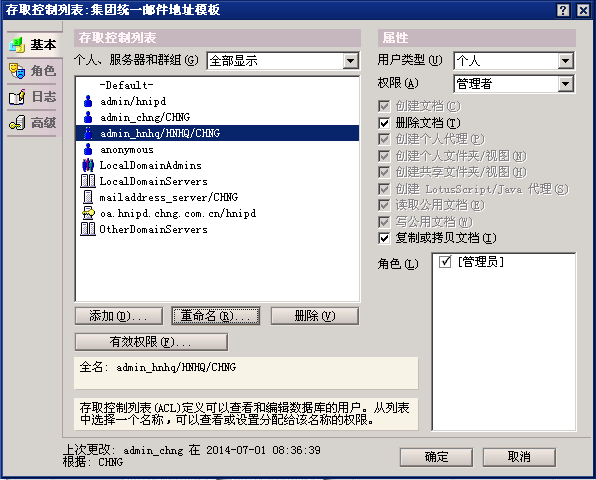 存取控制列表:集团统一邮件地址模板
基本
角色
日志
高级
存取控制列表
个人、服务器和群组(G) 全部显示
-Default-
admin/hnipd
admin_chng/CHNG
admin_hnhq/HNHQ/CHNG
anonymous
LocalDomainAdmins
LocalDomainServers
mailaddress_server/CHNG
oa.hnipd.chng.com.cn/hnipd
OtherDomainServers
添加(D)... 重命名(R)... 删除(V)
有效权限(F)...
全名: admin_hnhq/HNHQ/CHNG
存取控制列表(ACL)定义可以查看和编辑数据库的用户。从列表
中选择一个名称,可以查看或设置分配给该名称的权限。
属性
用户类型(U) 个人
权限(A) 管理者
创建文档(C)
删除文档(T)
创建个人代理(P)
创建个人文件夹/视图(N)
创建共享文件夹/视图(H)
创建 LotusScript/Java 代理(S)
读取公用文档(E)
写公用文档(W)
复制或拷贝文档(I)
角色(L) [管理员]
上次更改: admin_chng 在 2014-07-01 08:36:39
根据: CHNG
确定 取消